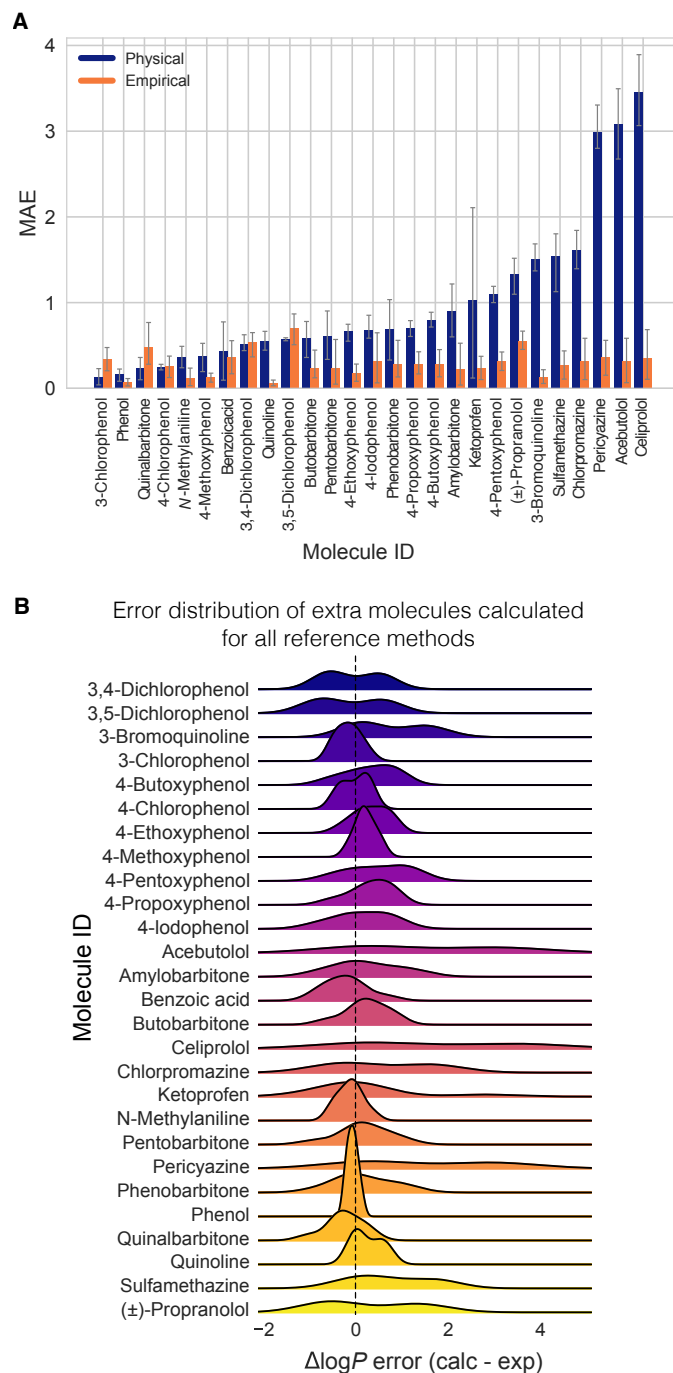 A
4
3
2
1
0
MAE
Physical
Empirical
3-Chlorophenol
Phenol
Quinalbarbitone
4-Chlorophenol
N-Methylaniline
4-Methoxyphenol
Benzoicacid
3,4-Dichlorophenol
Quinoline
3,5-Dichlorophenol
Butobarbitone
Pentobarbitone
4-Ethoxyphenol
4-Iodophenol
Phenobarbitone
4-Propoxyphenol
4-Butoxyphenol
Amylobarbitone
Ketoprofen
4-Pentoxyphenol
(±)-Propranolol
3-Bromoquinoline
Sulfamethazine
Chlorpromazine
Pericyazine
Acebutolol
Celiprolol
Molecule ID
B
Error distribution of extra molecules calculated
for all reference methods
Molecule ID
3,4-Dichlorophenol
3,5-Dichlorophenol
3-Bromoquinoline
3-Chlorophenol
4-Butoxyphenol
4-Chlorophenol
4-Ethoxyphenol
4-Methoxyphenol
4-Pentoxyphenol
4-Propoxyphenol
4-Iodophenol
Acebutolol
Amylobarbitone
Benzoic acid
Butobarbitone
Celiprolol
Chlorpromazine
Ketoprofen
N-Methylaniline
Pentobarbitone
Pericyazine
Phenobarbitone
Phenol
Quinalbarbitone
Quinoline
Sulfamethazine
(±)-Propranolol
−2 0 2 4
ΔlogP error (calc - exp)